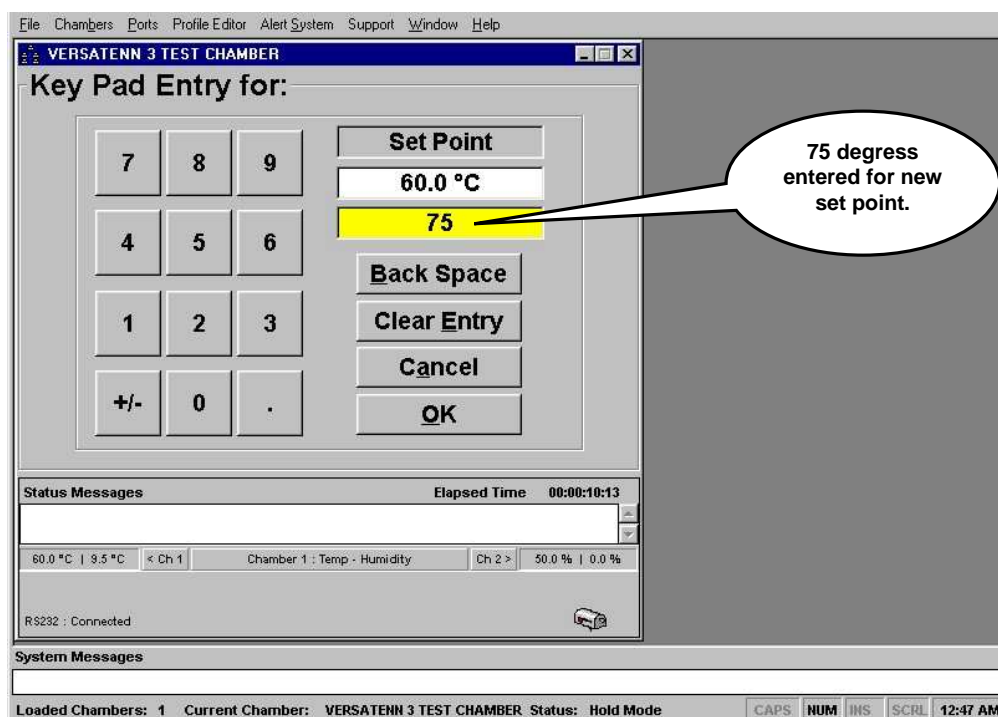 File Chambers Ports Profile Editor Alert System Support Window Help
VERSATENN 3 TEST CHAMBER
Key Pad Entry for:
7 8 9
4 5 6
1 2 3
+/- 0 .
Set Point
60.0 °C
75
Back Space
Clear Entry
Cancel
OK
75 degress
entered for new
set point.
Status Messages Elapsed Time 00:00:10:13
60.0 °C | 9.5 °C < Ch 1 Chamber 1 : Temp - Humidity Ch 2 > 50.0 % | 0.0 %
RS232 : Connected
System Messages
Loaded Chambers: 1 Current Chamber: VERSATENN 3 TEST CHAMBER Status: Hold Mode CAPS NUM INS SCRL 12:47 AM